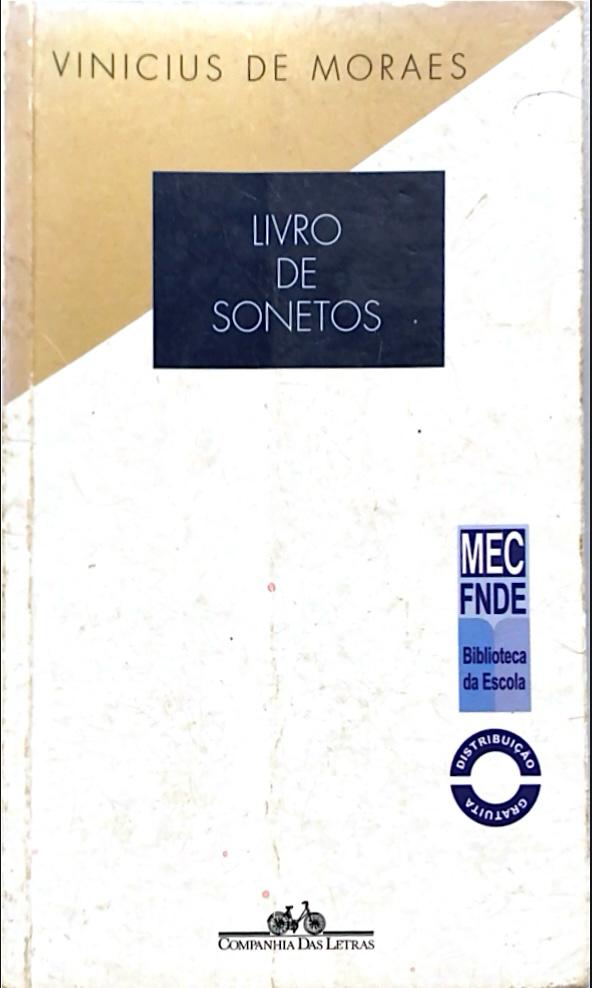 VINICIUS DE MORAES
LIVRO
DE
SONETOS
MEC
FNDE
Biblioteca
da Escola
DISTRIBUIÇÃO
GRATUITA
COMPANHIA DAS LETRAS